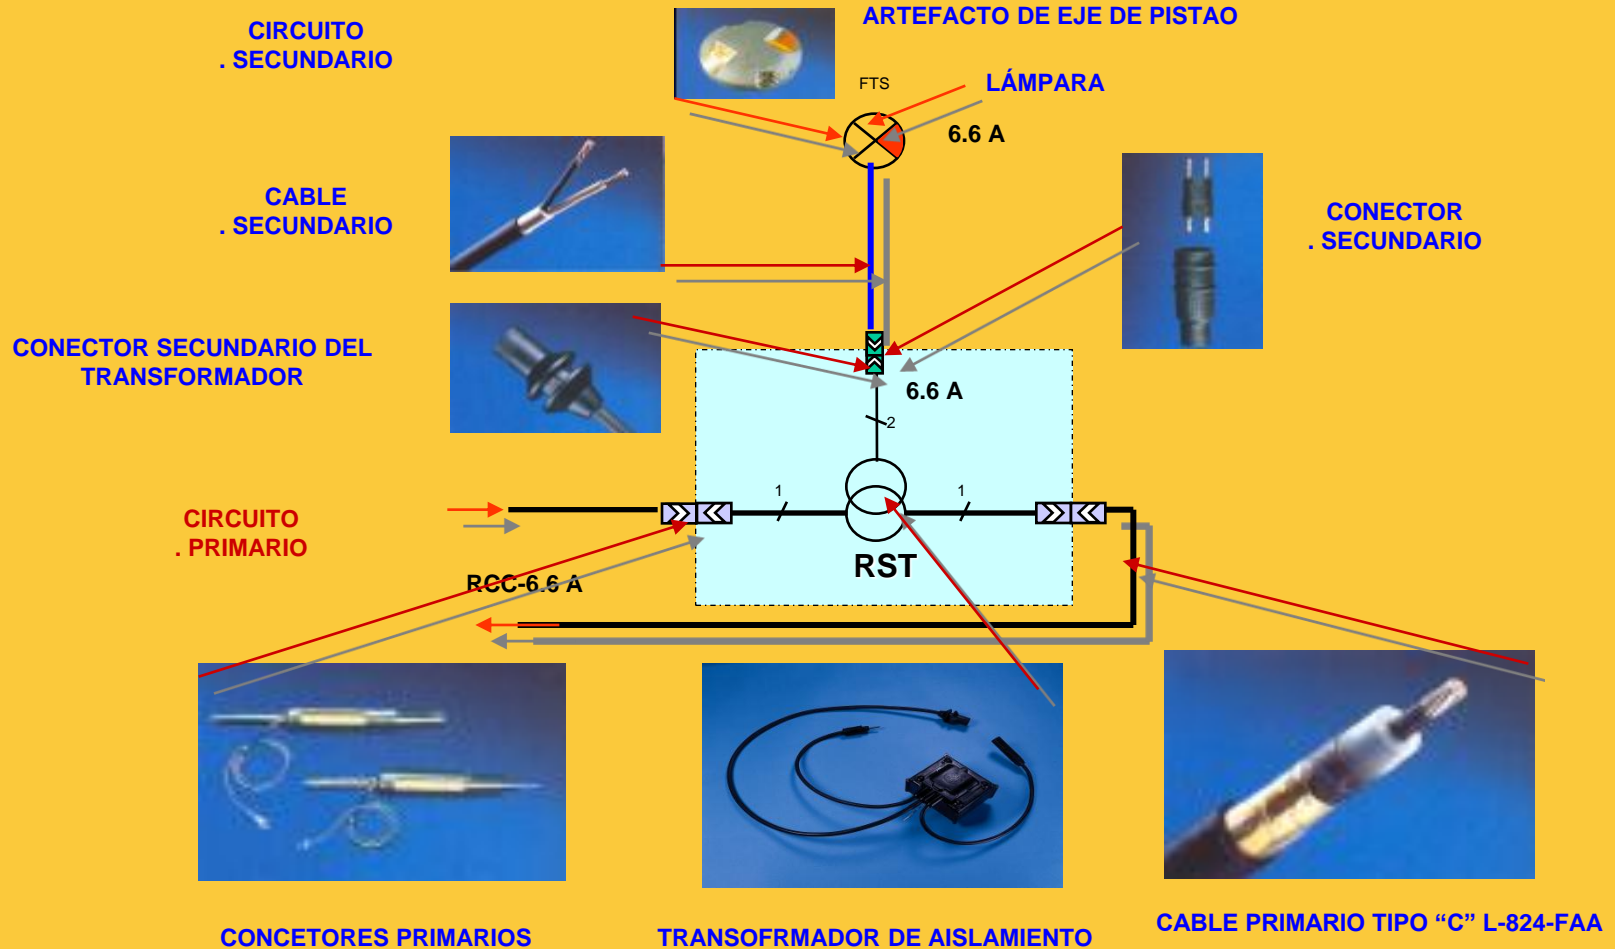 ARTEFACTO DE EJE DE PISTAO
CIRCUITO
. SECUNDARIO
FTS
LÁMPARA
6.6 A
CABLE
. SECUNDARIO
CONECTOR
. SECUNDARIO
CONECTOR SECUNDARIO DEL
TRANSFORMADOR
6.6 A
2
1
1
CIRCUITO
. PRIMARIO
RST
RCC-6.6 A
CONCETORES PRIMARIOS
TRANSOFRMADOR DE AISLAMIENTO
CABLE PRIMARIO TIPO “C” L-824-FAA